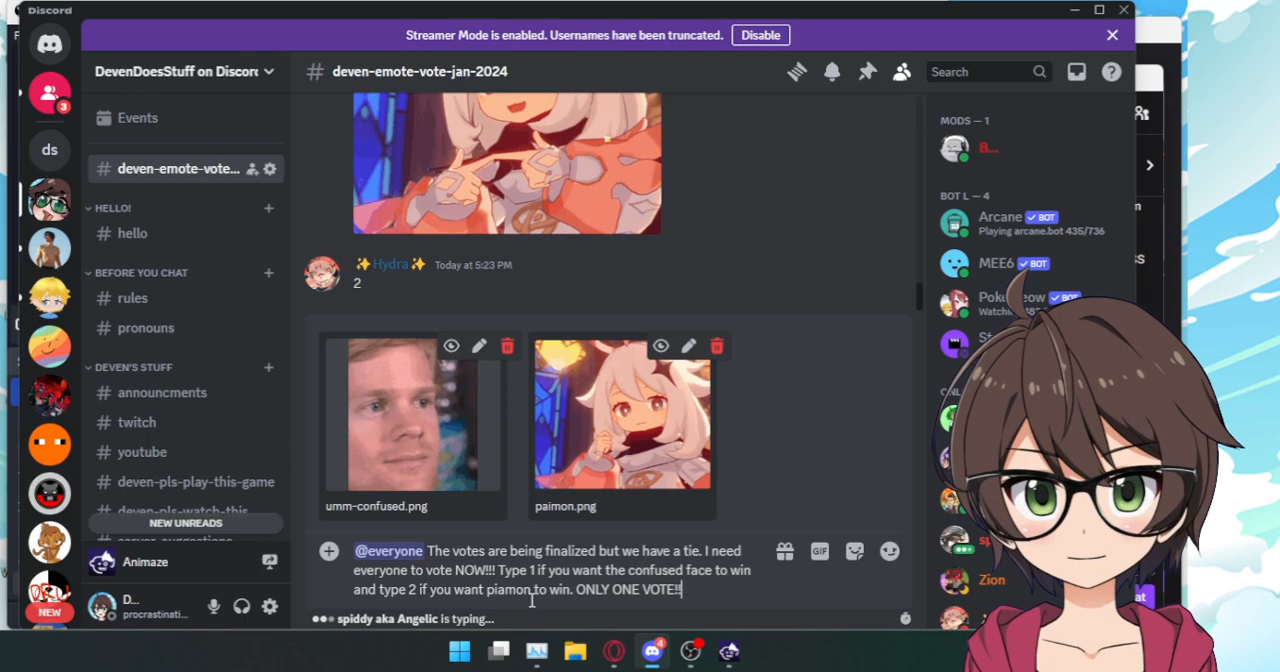 Discord
Streamer Mode is enabled. Usernames have been truncated.
Disable
DevenDoesStuff on Discord
# deven-emote-vote-jan-2024
Search
Events
# deven-emote-vote...
HELLO!
# hello
BEFORE YOU CHAT
# rules
# pronouns
DEVEN'S STUFF
# announcments
# twitch
# youtube
# deven-pls-play-this-game
# deven-pls-watch-this
# server_suggestions
NEW UNREADS
Animaze
D...
procrastinati...
3
ds
NEW
✨Hydra✨ Today at 5:23 PM
2
umm-confused.png
paimon.png
@everyone The votes are being finalized but we have a tie. I need
everyone to vote NOW!!! Type 1 if you want the confused face to win
and type 2 if you want piamon to win. ONLY ONE VOTE!!
GIF
spiddy aka Angelic is typing...
MODS — 1
B...
BOT L — 4
Arcane BOT
Playing arcane.bot 435/736
MEE6 BOT
BOT
Zion
4